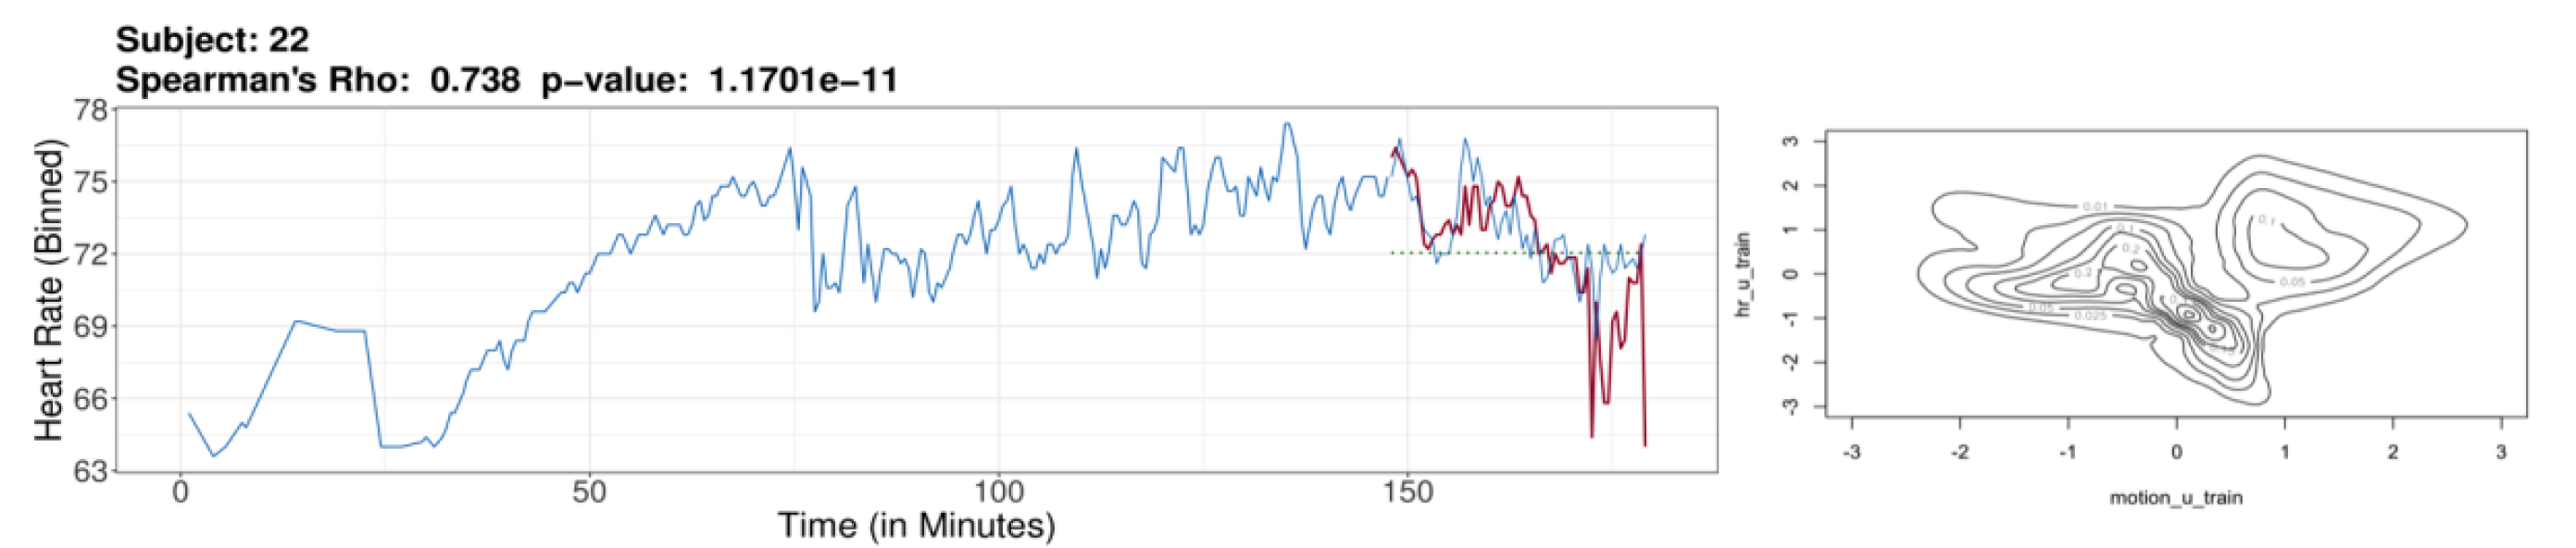 Subject: 22
Spearman's Rho: 0.738 p−value: 1.1701e−11
Heart Rate (Binned)
78
75
72
69
66
63
0 50 100 150
Time (in Minutes)
hr_u_train
3
2
1
0
-1
-2
-3
0.01
0.1
0.1
0.2
0.2
0.05
0.05
0.025
-3 -2 -1 0 1 2 3
motion_u_train